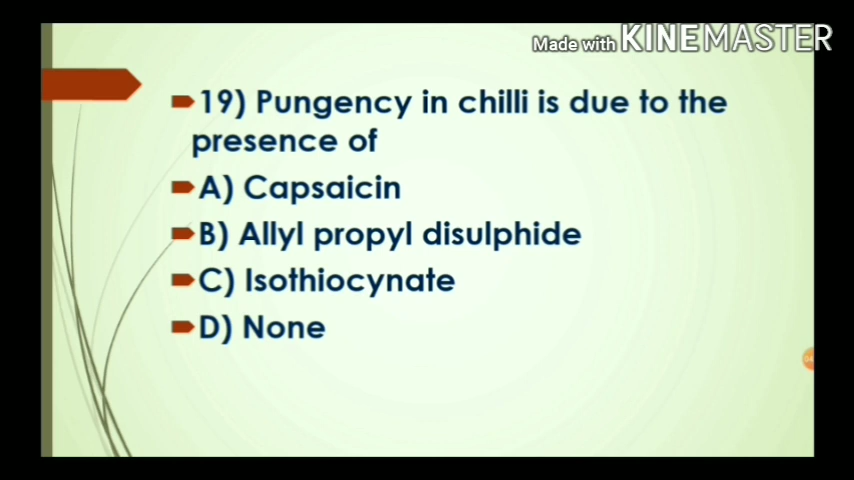 Made with KINEMASTER
19) Pungency in chilli is due to the
presence of
A) Capsaicin
B) Allyl propyl disulphide
C) Isothiocynate
D) None